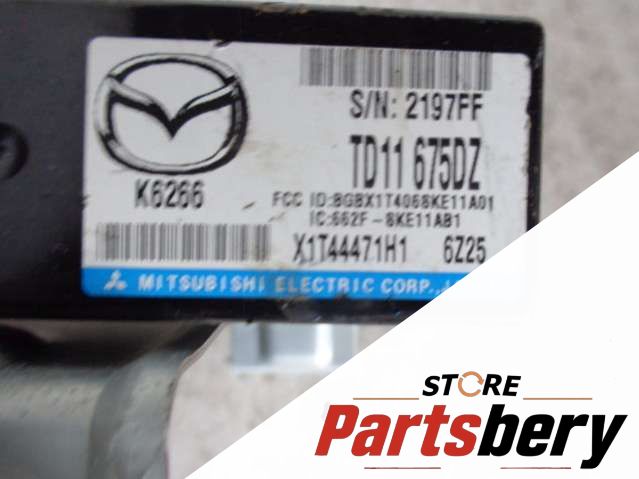 S/N: 2197FF
TD11 675DZ
K6266
FCC ID:BGBX1T4068KE11A01
IC:662F-8KE11AB1
X1T44471H1 6Z25
MITSUBISHI ELECTRIC CORP.,
STORE
Partsbery